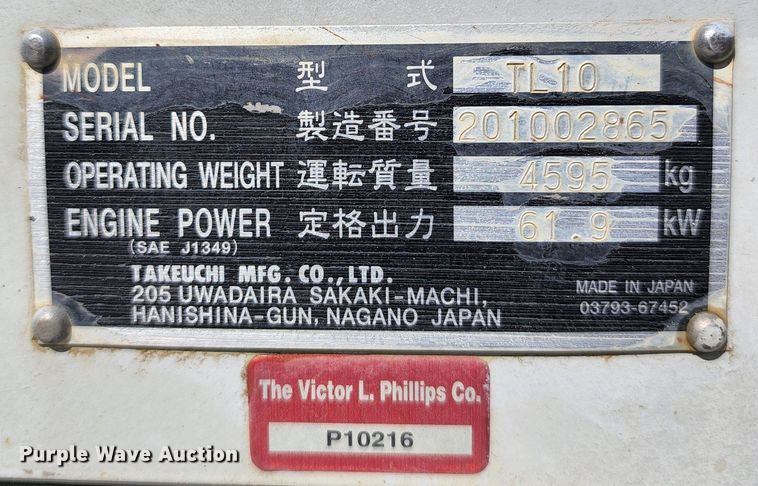 MODEL 型式 TL10
SERIAL NO. 製造番号 201002865
OPERATING WEIGHT 運転質量 4595 kg
ENGINE POWER 定格出力 61.9 kW
(SAE J1349)
TAKEUCHI MFG. CO., LTD.
205 UWADAIRA SAKAKI-MACHI,
HANISHINA-GUN, NAGANO JAPAN
MADE IN JAPAN
03793-67452
The Victor L. Phillips Co.
P10216
Purple Wave Auction